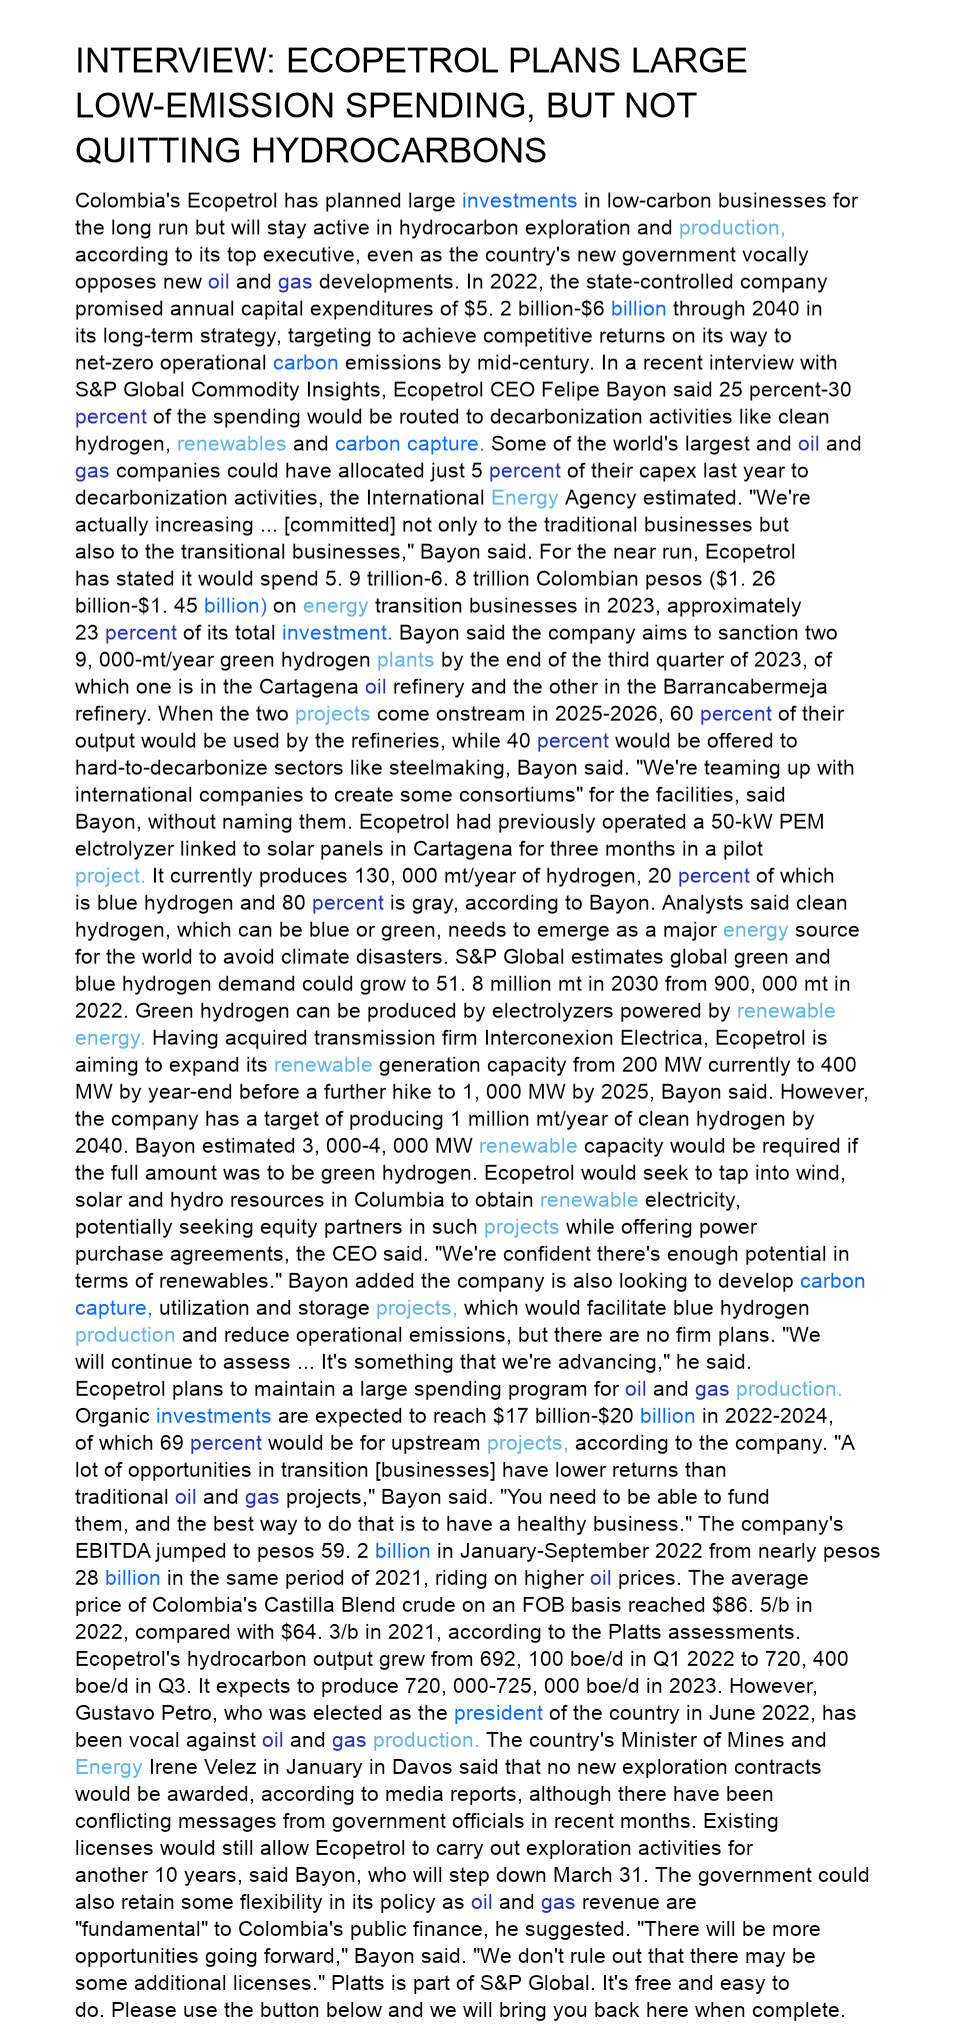 INTERVIEW: ECOPETROL PLANS LARGE
LOW-EMISSION SPENDING, BUT NOT
QUITTING HYDROCARBONS
Colombia's Ecopetrol has planned large investments in low-carbon businesses for
the long run but will stay active in hydrocarbon exploration and production,
according to its top executive, even as the country's new government vocally
opposes new oil and gas developments. In 2022, the state-controlled company
promised annual capital expenditures of $5. 2 billion-$6 billion through 2040 in
its long-term strategy, targeting to achieve competitive returns on its way to
net-zero operational carbon emissions by mid-century. In a recent interview with
S&P Global Commodity Insights, Ecopetrol CEO Felipe Bayon said 25 percent-30
percent of the spending would be routed to decarbonization activities like clean
hydrogen, renewables and carbon capture. Some of the world's largest and oil and
gas companies could have allocated just 5 percent of their capex last year to
decarbonization activities, the International Energy Agency estimated. "We're
actually increasing ... [committed] not only to the traditional businesses but
also to the transitional businesses," Bayon said. For the near run, Ecopetrol
has stated it would spend 5. 9 trillion-6. 8 trillion Colombian pesos ($1. 26
billion-$1. 45 billion) on energy transition businesses in 2023, approximately
23 percent of its total investment. Bayon said the company aims to sanction two
9, 000-mt/year green hydrogen plants by the end of the third quarter of 2023, of
which one is in the Cartagena oil refinery and the other in the Barrancabermeja
refinery. When the two projects come onstream in 2025-2026, 60 percent of their
output would be used by the refineries, while 40 percent would be offered to
hard-to-decarbonize sectors like steelmaking, Bayon said. "We're teaming up with
international companies to create some consortiums" for the facilities, said
Bayon, without naming them. Ecopetrol had previously operated a 50-kW PEM
elctrolyzer linked to solar panels in Cartagena for three months in a pilot
project. It currently produces 130, 000 mt/year of hydrogen, 20 percent of which
is blue hydrogen and 80 percent is gray, according to Bayon. Analysts said clean
hydrogen, which can be blue or green, needs to emerge as a major energy source
for the world to avoid climate disasters. S&P Global estimates global green and
blue hydrogen demand could grow to 51. 8 million mt in 2030 from 900, 000 mt in
2022. Green hydrogen can be produced by electrolyzers powered by renewable
energy. Having acquired transmission firm Interconexion Electrica, Ecopetrol is
aiming to expand its renewable generation capacity from 200 MW currently to 400
MW by year-end before a further hike to 1, 000 MW by 2025, Bayon said. However,
the company has a target of producing 1 million mt/year of clean hydrogen by
2040. Bayon estimated 3, 000-4, 000 MW renewable capacity would be required if
the full amount was to be green hydrogen. Ecopetrol would seek to tap into wind,
solar and hydro resources in Columbia to obtain renewable electricity,
potentially seeking equity partners in such projects while offering power
purchase agreements, the CEO said. "We're confident there's enough potential in
terms of renewables." Bayon added the company is also looking to develop carbon
capture, utilization and storage projects, which would facilitate blue hydrogen
production and reduce operational emissions, but there are no firm plans. "We
will continue to assess ... It's something that we're advancing," he said.
Ecopetrol plans to maintain a large spending program for oil and gas production.
Organic investments are expected to reach $17 billion-$20 billion in 2022-2024,
of which 69 percent would be for upstream projects, according to the company. "A
lot of opportunities in transition [businesses] have lower returns than
traditional oil and gas projects," Bayon said. "You need to be able to fund
them, and the best way to do that is to have a healthy business." The company's
EBITDA jumped to pesos 59. 2 billion in January-September 2022 from nearly pesos
28 billion in the same period of 2021, riding on higher oil prices. The average
price of Colombia's Castilla Blend crude on an FOB basis reached $86. 5/b in
2022, compared with $64. 3/b in 2021, according to the Platts assessments.
Ecopetrol's hydrocarbon output grew from 692, 100 boe/d in Q1 2022 to 720, 400
boe/d in Q3. It expects to produce 720, 000-725, 000 boe/d in 2023. However,
Gustavo Petro, who was elected as the president of the country in June 2022, has
been vocal against oil and gas production. The country's Minister of Mines and
Energy Irene Velez in January in Davos said that no new exploration contracts
would be awarded, according to media reports, although there have been
conflicting messages from government officials in recent months. Existing
licenses would still allow Ecopetrol to carry out exploration activities for
another 10 years, said Bayon, who will step down March 31. The government could
also retain some flexibility in its policy as oil and gas revenue are
"fundamental" to Colombia's public finance, he suggested. "There will be more
opportunities going forward," Bayon said. "We don't rule out that there may be
some additional licenses." Platts is part of S&P Global. It's free and easy to
do. Please use the button below and we will bring you back here when complete.